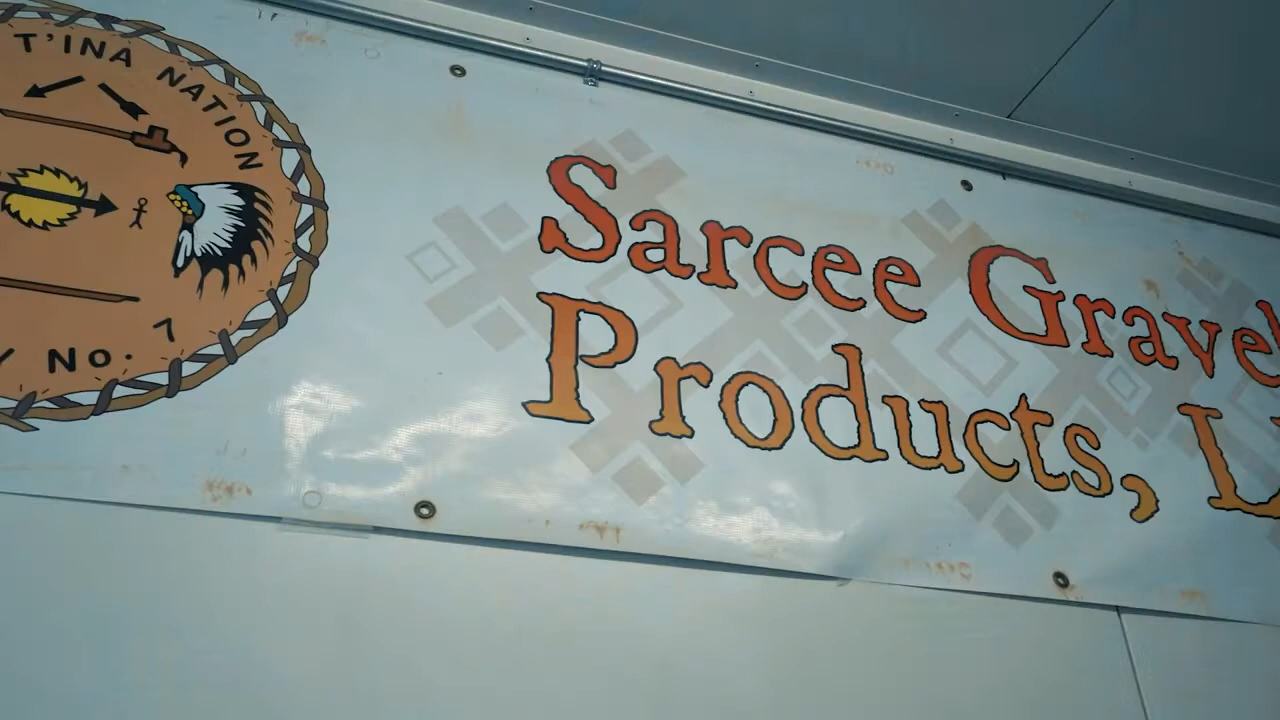 T'INA NATION
Y No. 7
Sarcee Gravel
Products, L